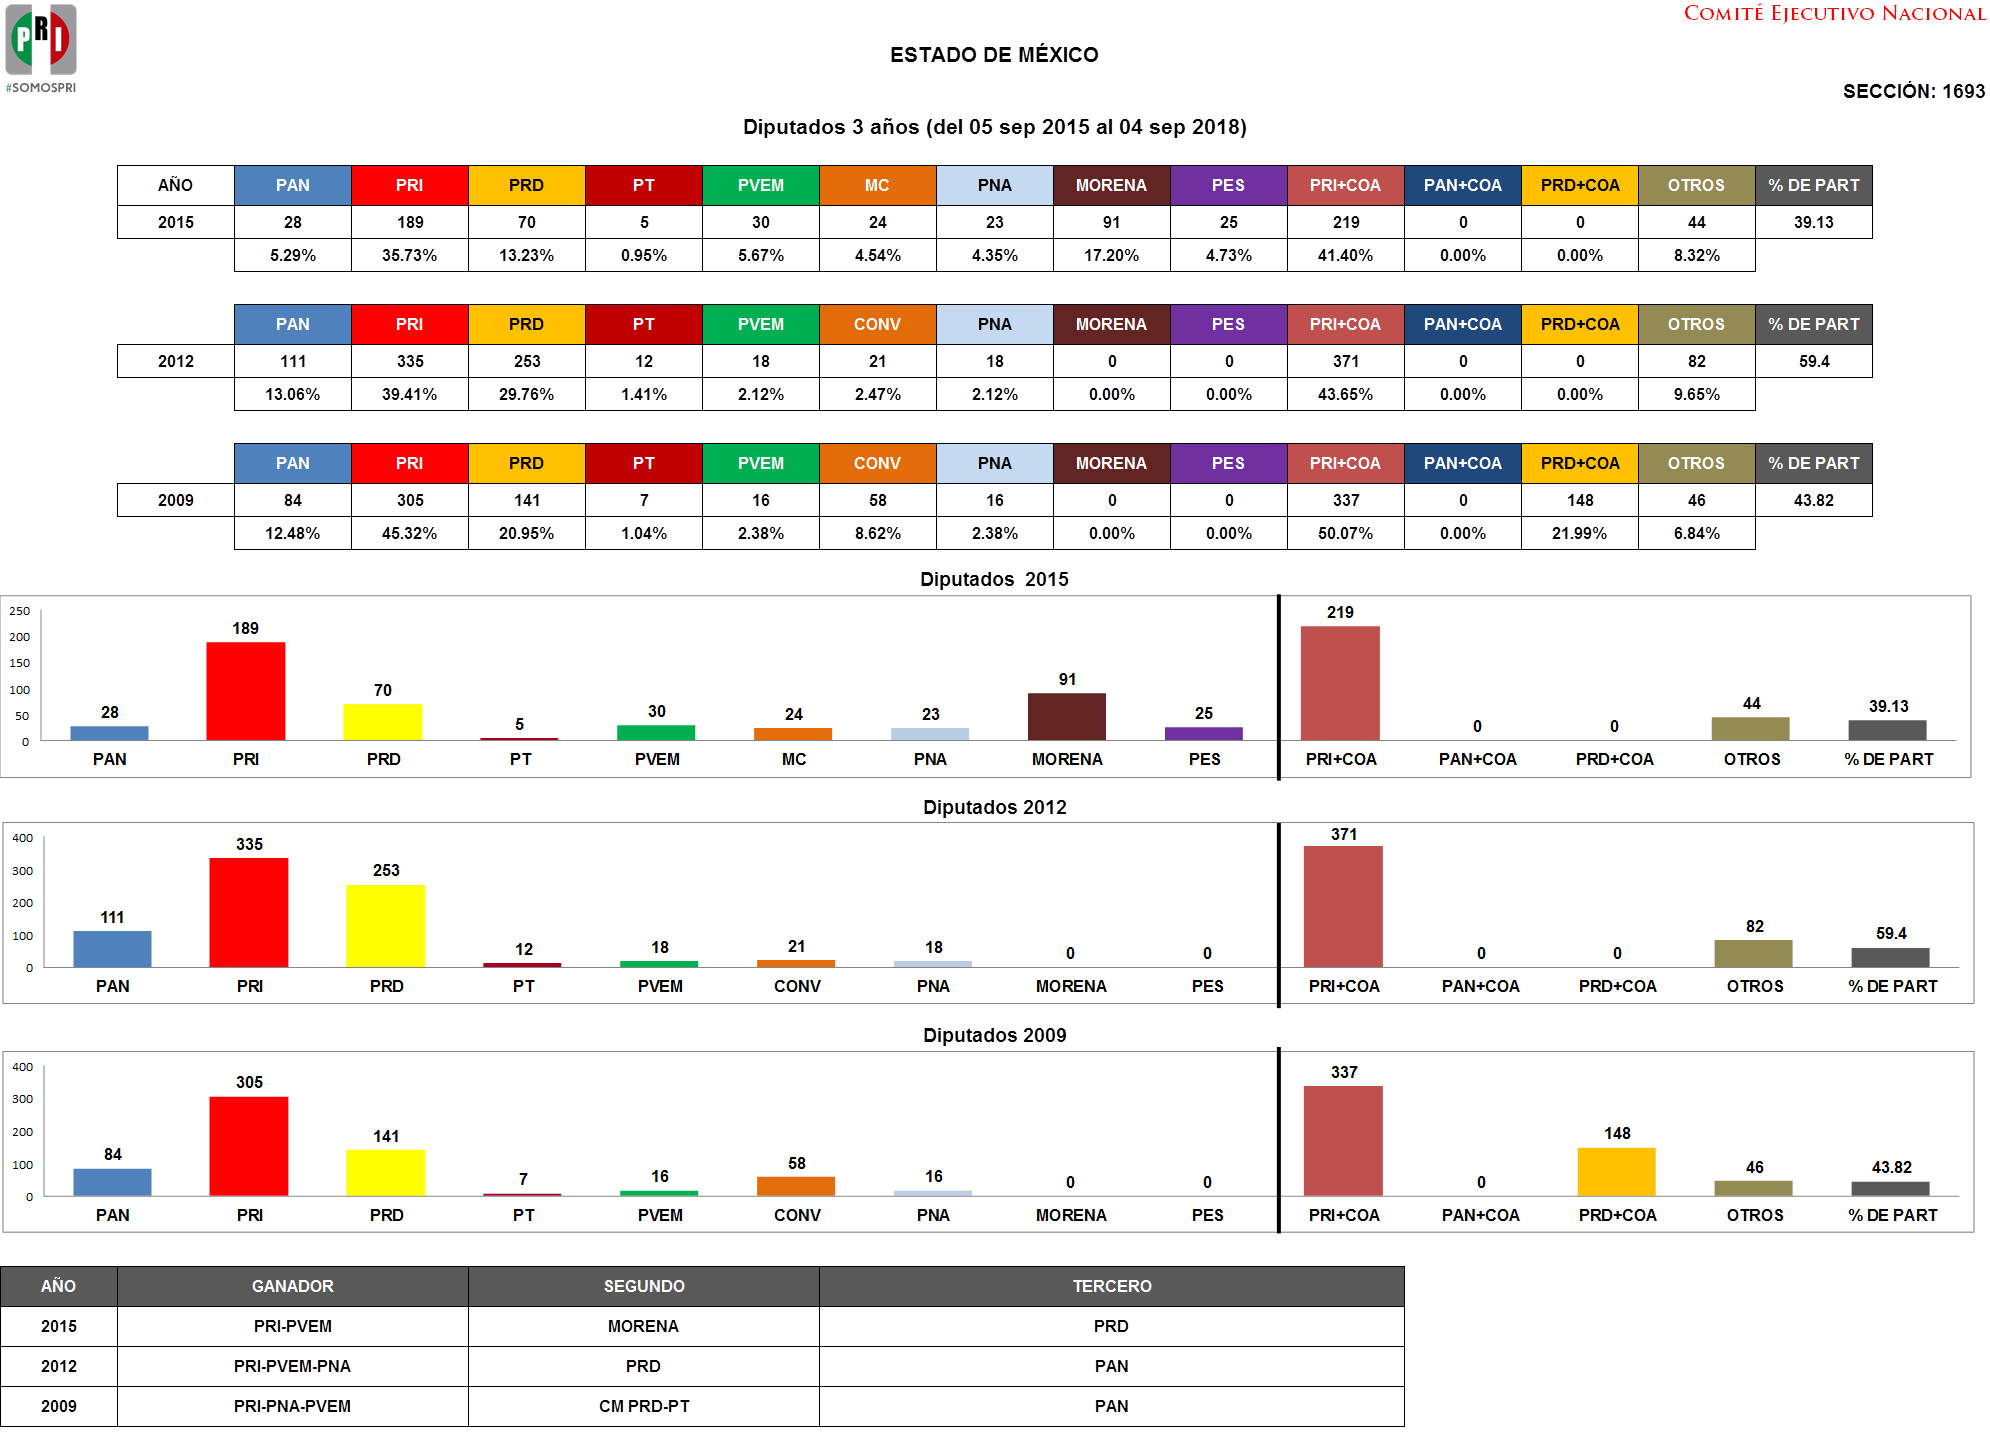 PRI
#SOMOSPRI
COMITÉ EJECUTIVO NACIONAL
ESTADO DE MÉXICO
SECCIÓN: 1693
Diputados 3 años (del 05 sep 2015 al 04 sep 2018)
AÑO PAN PRI PRD PT PVEM MC PNA MORENA PES PRI+COA PAN+COA PRD+COA OTROS % DE PART
2015 28 189 70 5 30 24 23 91 25 219 0 0 44 39.13
5.29% 35.73% 13.23% 0.95% 5.67% 4.54% 4.35% 17.20% 4.73% 41.40% 0.00% 0.00% 8.32%
PAN PRI PRD PT PVEM CONV PNA MORENA PES PRI+COA PAN+COA PRD+COA OTROS % DE PART
2012 111 335 253 12 18 21 18 0 0 371 0 0 82 59.4
13.06% 39.41% 29.76% 1.41% 2.12% 2.47% 2.12% 0.00% 0.00% 43.65% 0.00% 0.00% 9.65%
PAN PRI PRD PT PVEM CONV PNA MORENA PES PRI+COA PAN+COA PRD+COA OTROS % DE PART
2009 84 305 141 7 16 58 16 0 0 337 0 148 46 43.82
12.48% 45.32% 20.95% 1.04% 2.38% 8.62% 2.38% 0.00% 0.00% 50.07% 0.00% 21.99% 6.84%
Diputados 2015
250
200
150
100
50
0
28 189 70 5 30 24 23 91 25 219 0 0 44 39.13
PAN PRI PRD PT PVEM MC PNA MORENA PES PRI+COA PAN+COA PRD+COA OTROS % DE PART
Diputados 2012
400
300
200
100
0
111 335 253 12 18 21 18 0 0 371 0 0 82 59.4
PAN PRI PRD PT PVEM CONV PNA MORENA PES PRI+COA PAN+COA PRD+COA OTROS % DE PART
Diputados 2009
400
300
200
100
0
84 305 141 7 16 58 16 0 0 337 0 148 46 43.82
PAN PRI PRD PT PVEM CONV PNA MORENA PES PRI+COA PAN+COA PRD+COA OTROS % DE PART
AÑO GANADOR SEGUNDO TERCERO
2015 PRI-PVEM MORENA PRD
2012 PRI-PVEM-PNA PRD PAN
2009 PRI-PNA-PVEM CM PRD-PT PAN